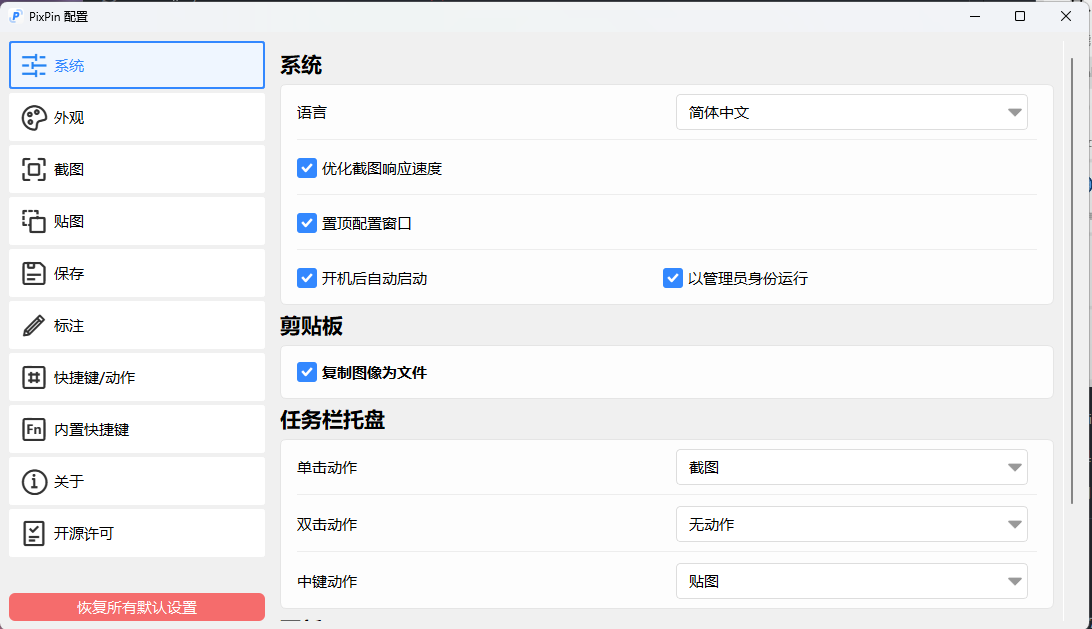 PixPin 配置
系统
外观
截图
贴图
保存
标注
快捷键/动作
Fn 内置快捷键
关于
开源许可
恢复所有默认设置
系统
语言 简体中文
优化截图响应速度
置顶配置窗口
开机后自动启动 以管理员身份运行
剪贴板
复制图像为文件
任务栏托盘
单击动作 截图
双击动作 无动作
中键动作 贴图